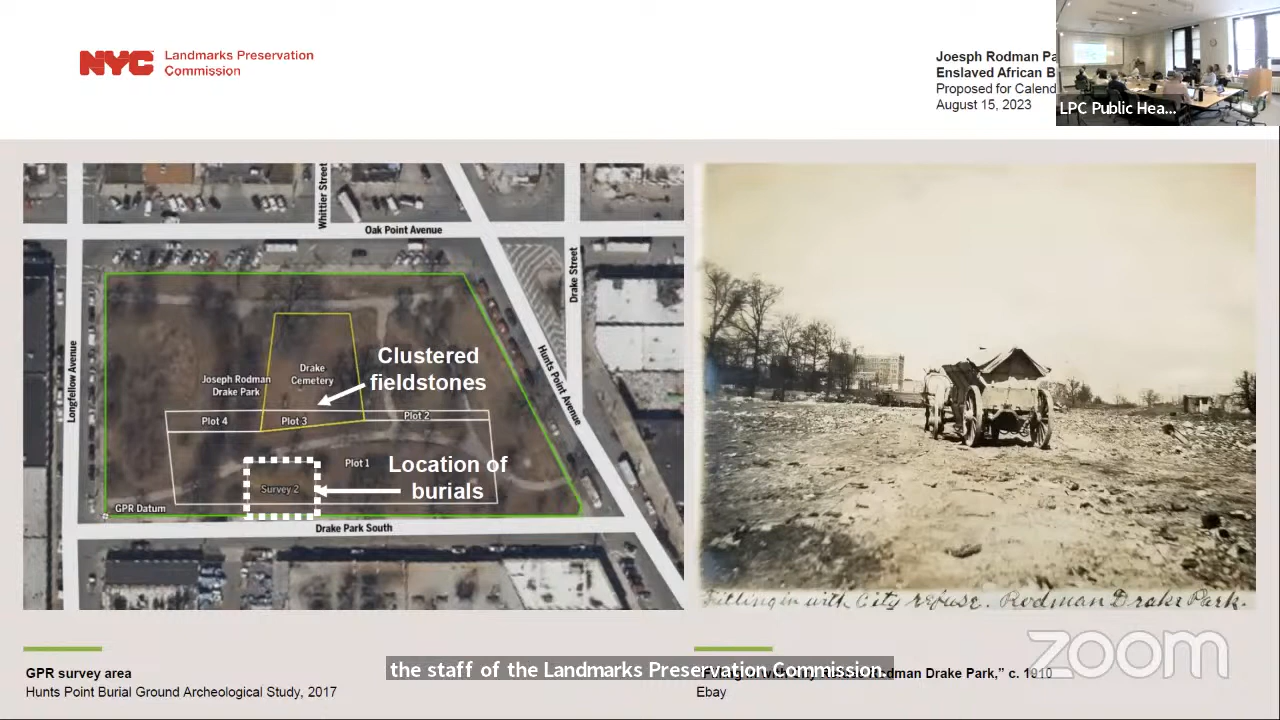 NYC Landmarks Preservation
Commission
Joesph Rodman Pa
Enslaved African B
Proposed for Calend
August 15, 2023
LPC Public Hea...
Whittier Street
Oak Point Avenue
Drake Street
Longfellow Avenue
Hunts Point Avenue
Drake
Cemetery
Joseph Rodman
Drake Park
Clustered
fieldstones
Plot 4
Plot 3
Plot 2
Plot 1
Location of
burials
Survey 2
GPR Datum
Drake Park South
Filling in with City refuse. Rodman Drake Park.
zoom
the staff of the Landmarks Preservation Commission.
GPR survey area
Hunts Point Burial Ground Archeological Study, 2017
Rodman Drake Park,” c. 1910
Ebay